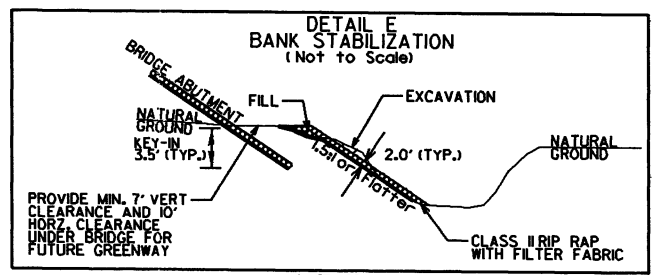 DETAIL E
BANK STABILIZATION
(Not to Scale)
BRIDGE ABUTMENT
FILL
EXCAVATION
NATURAL
GROUND
KEY-IN
3.5' (TYP.)
1.5:1 or Flatter
2.0' (TYP.)
NATURAL
GROUND
PROVIDE MIN. 7' VERT
CLEARANCE AND 10'
HORZ. CLEARANCE
UNDER BRIDGE FOR
FUTURE GREENWAY
CLASS II RIP RAP
WITH FILTER FABRIC